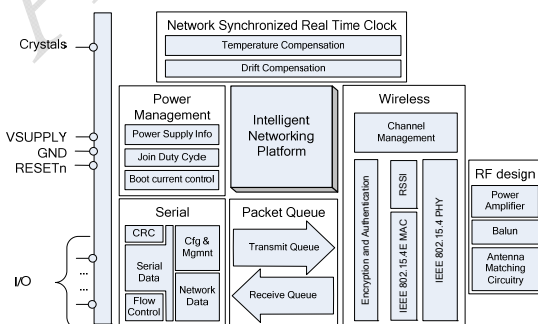 Network Synchronized Real Time Clock
Temperature Compensation
Drift Compensation
Crystals
VSUPPLY
GND
RESETn
I/O
...
...
Power
Management
Power Supply Info
Join Duty Cycle
Boot current control
Intelligent
Networking
Platform
Wireless
Channel
Management
Encryption and Authentication
RSSI
IEEE 802.15.4E MAC
IEEE 802.15.4 PHY
RF design
Power
Amplifier
Balun
Antenna
Matching
Circuitry
Serial
CRC
Serial
Data
Flow
Control
Cfg &
Mgmnt
Network
Data
Packet Queue
Transmit Queue
Receive Queue